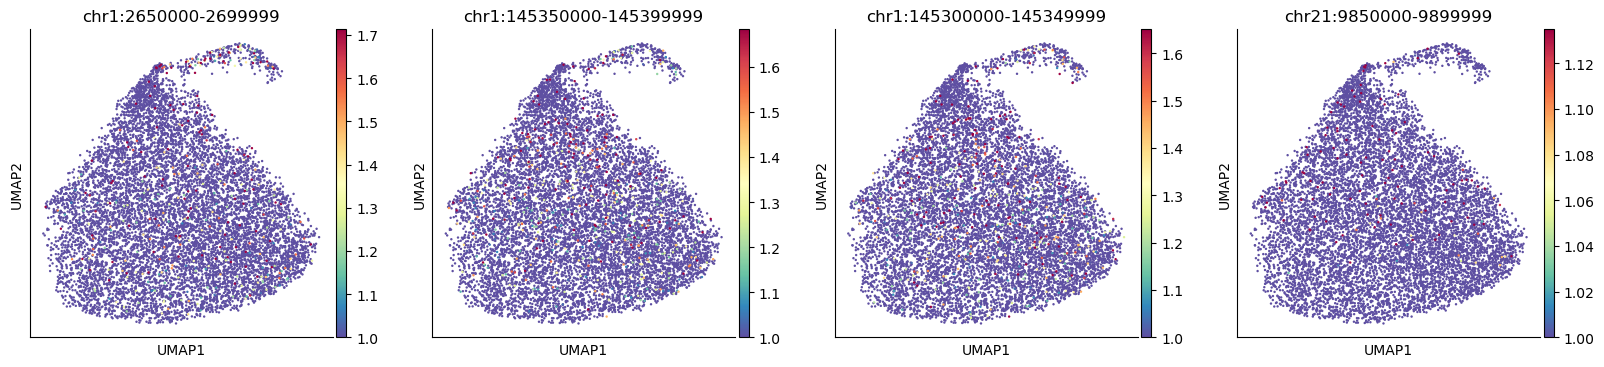 chr1:2650000-2699999
1.7
1.6
1.5
1.4
1.3
1.2
1.1
1.0
UMAP2
UMAP1
chr1:145350000-145399999
1.6
1.5
1.4
1.3
1.2
1.1
1.0
UMAP2
UMAP1
chr1:145300000-145349999
1.6
1.5
1.4
1.3
1.2
1.1
1.0
UMAP2
UMAP1
chr21:9850000-9899999
1.12
1.10
1.08
1.06
1.04
1.02
1.00
UMAP2
UMAP1